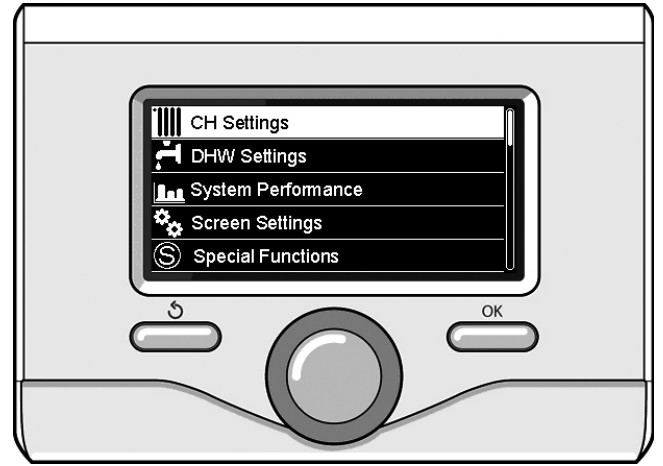 CH Settings
DHW Settings
System Performance
Screen Settings
S Special Functions
OK